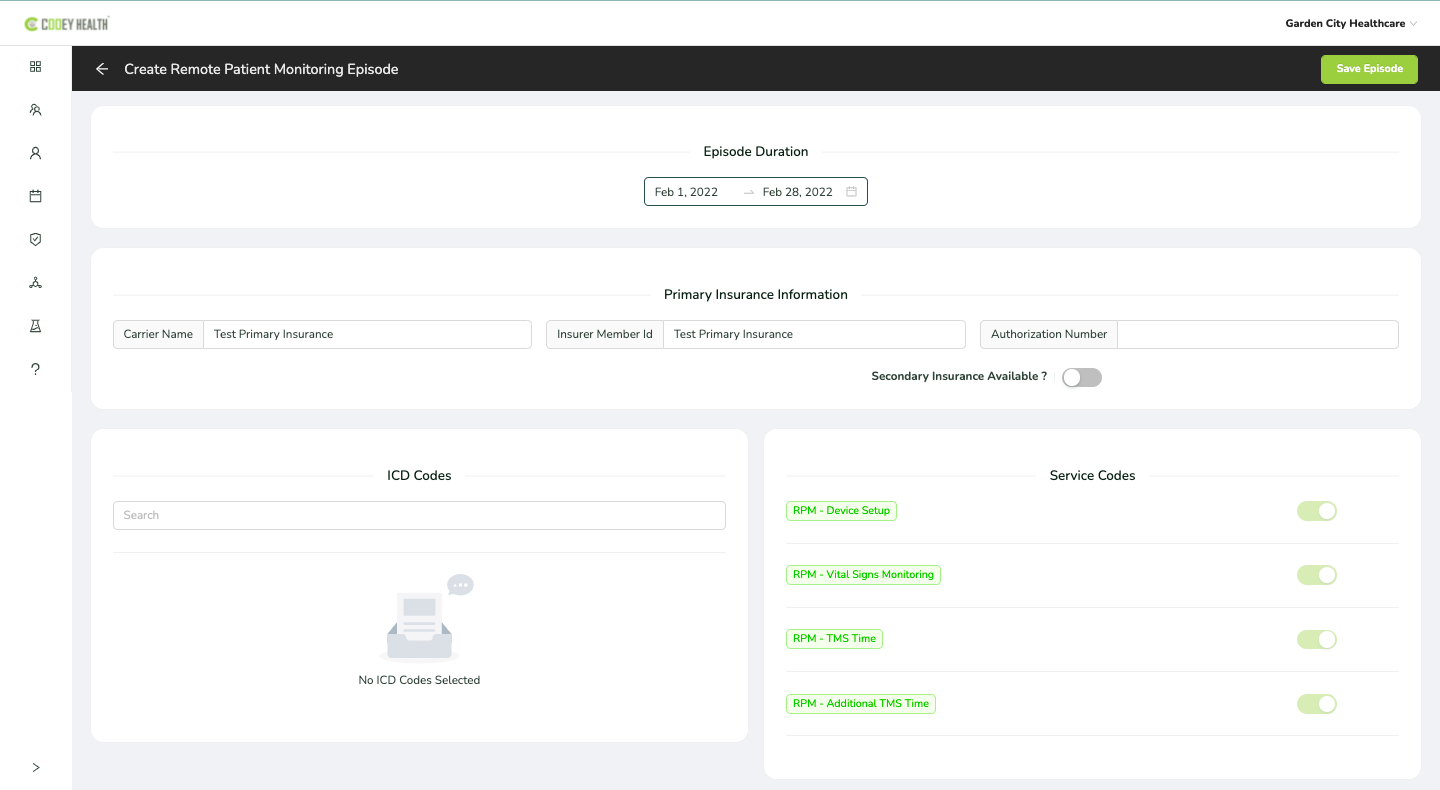 COOEY HEALTH
Garden City Healthcare
Create Remote Patient Monitoring Episode
Save Episode
Episode Duration
Feb 1, 2022
Feb 28, 2022
Primary Insurance Information
Carrier Name
Test Primary Insurance
Insurer Member Id
Test Primary Insurance
Authorization Number
Secondary Insurance Available ?
ICD Codes
Search
No ICD Codes Selected
Service Codes
RPM - Device Setup
RPM - Vital Signs Monitoring
RPM - TMS Time
RPM - Additional TMS Time